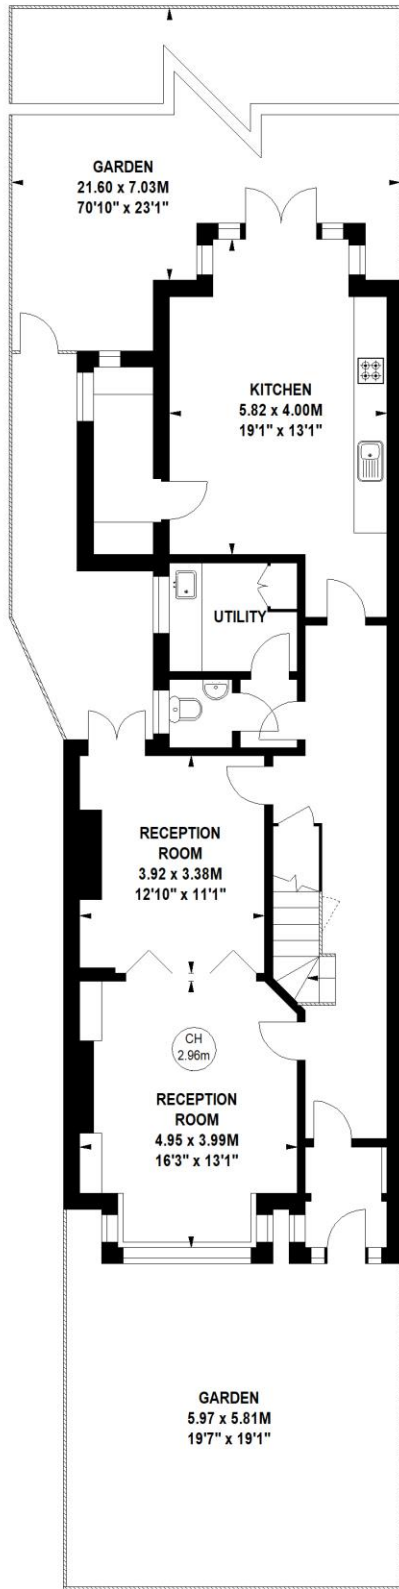 GARDEN
21.60 x 7.03M
70'10" x 23'1"
KITCHEN
5.82 x 4.00M
19'1" x 13'1"
UTILITY
RECEPTION
ROOM
3.92 x 3.38M
12'10" x 11'1"
CH
2.96m
RECEPTION
ROOM
4.95 x 3.99M
16'3" x 13'1"
GARDEN
5.97 x 5.81M
19'7" x 19'1"